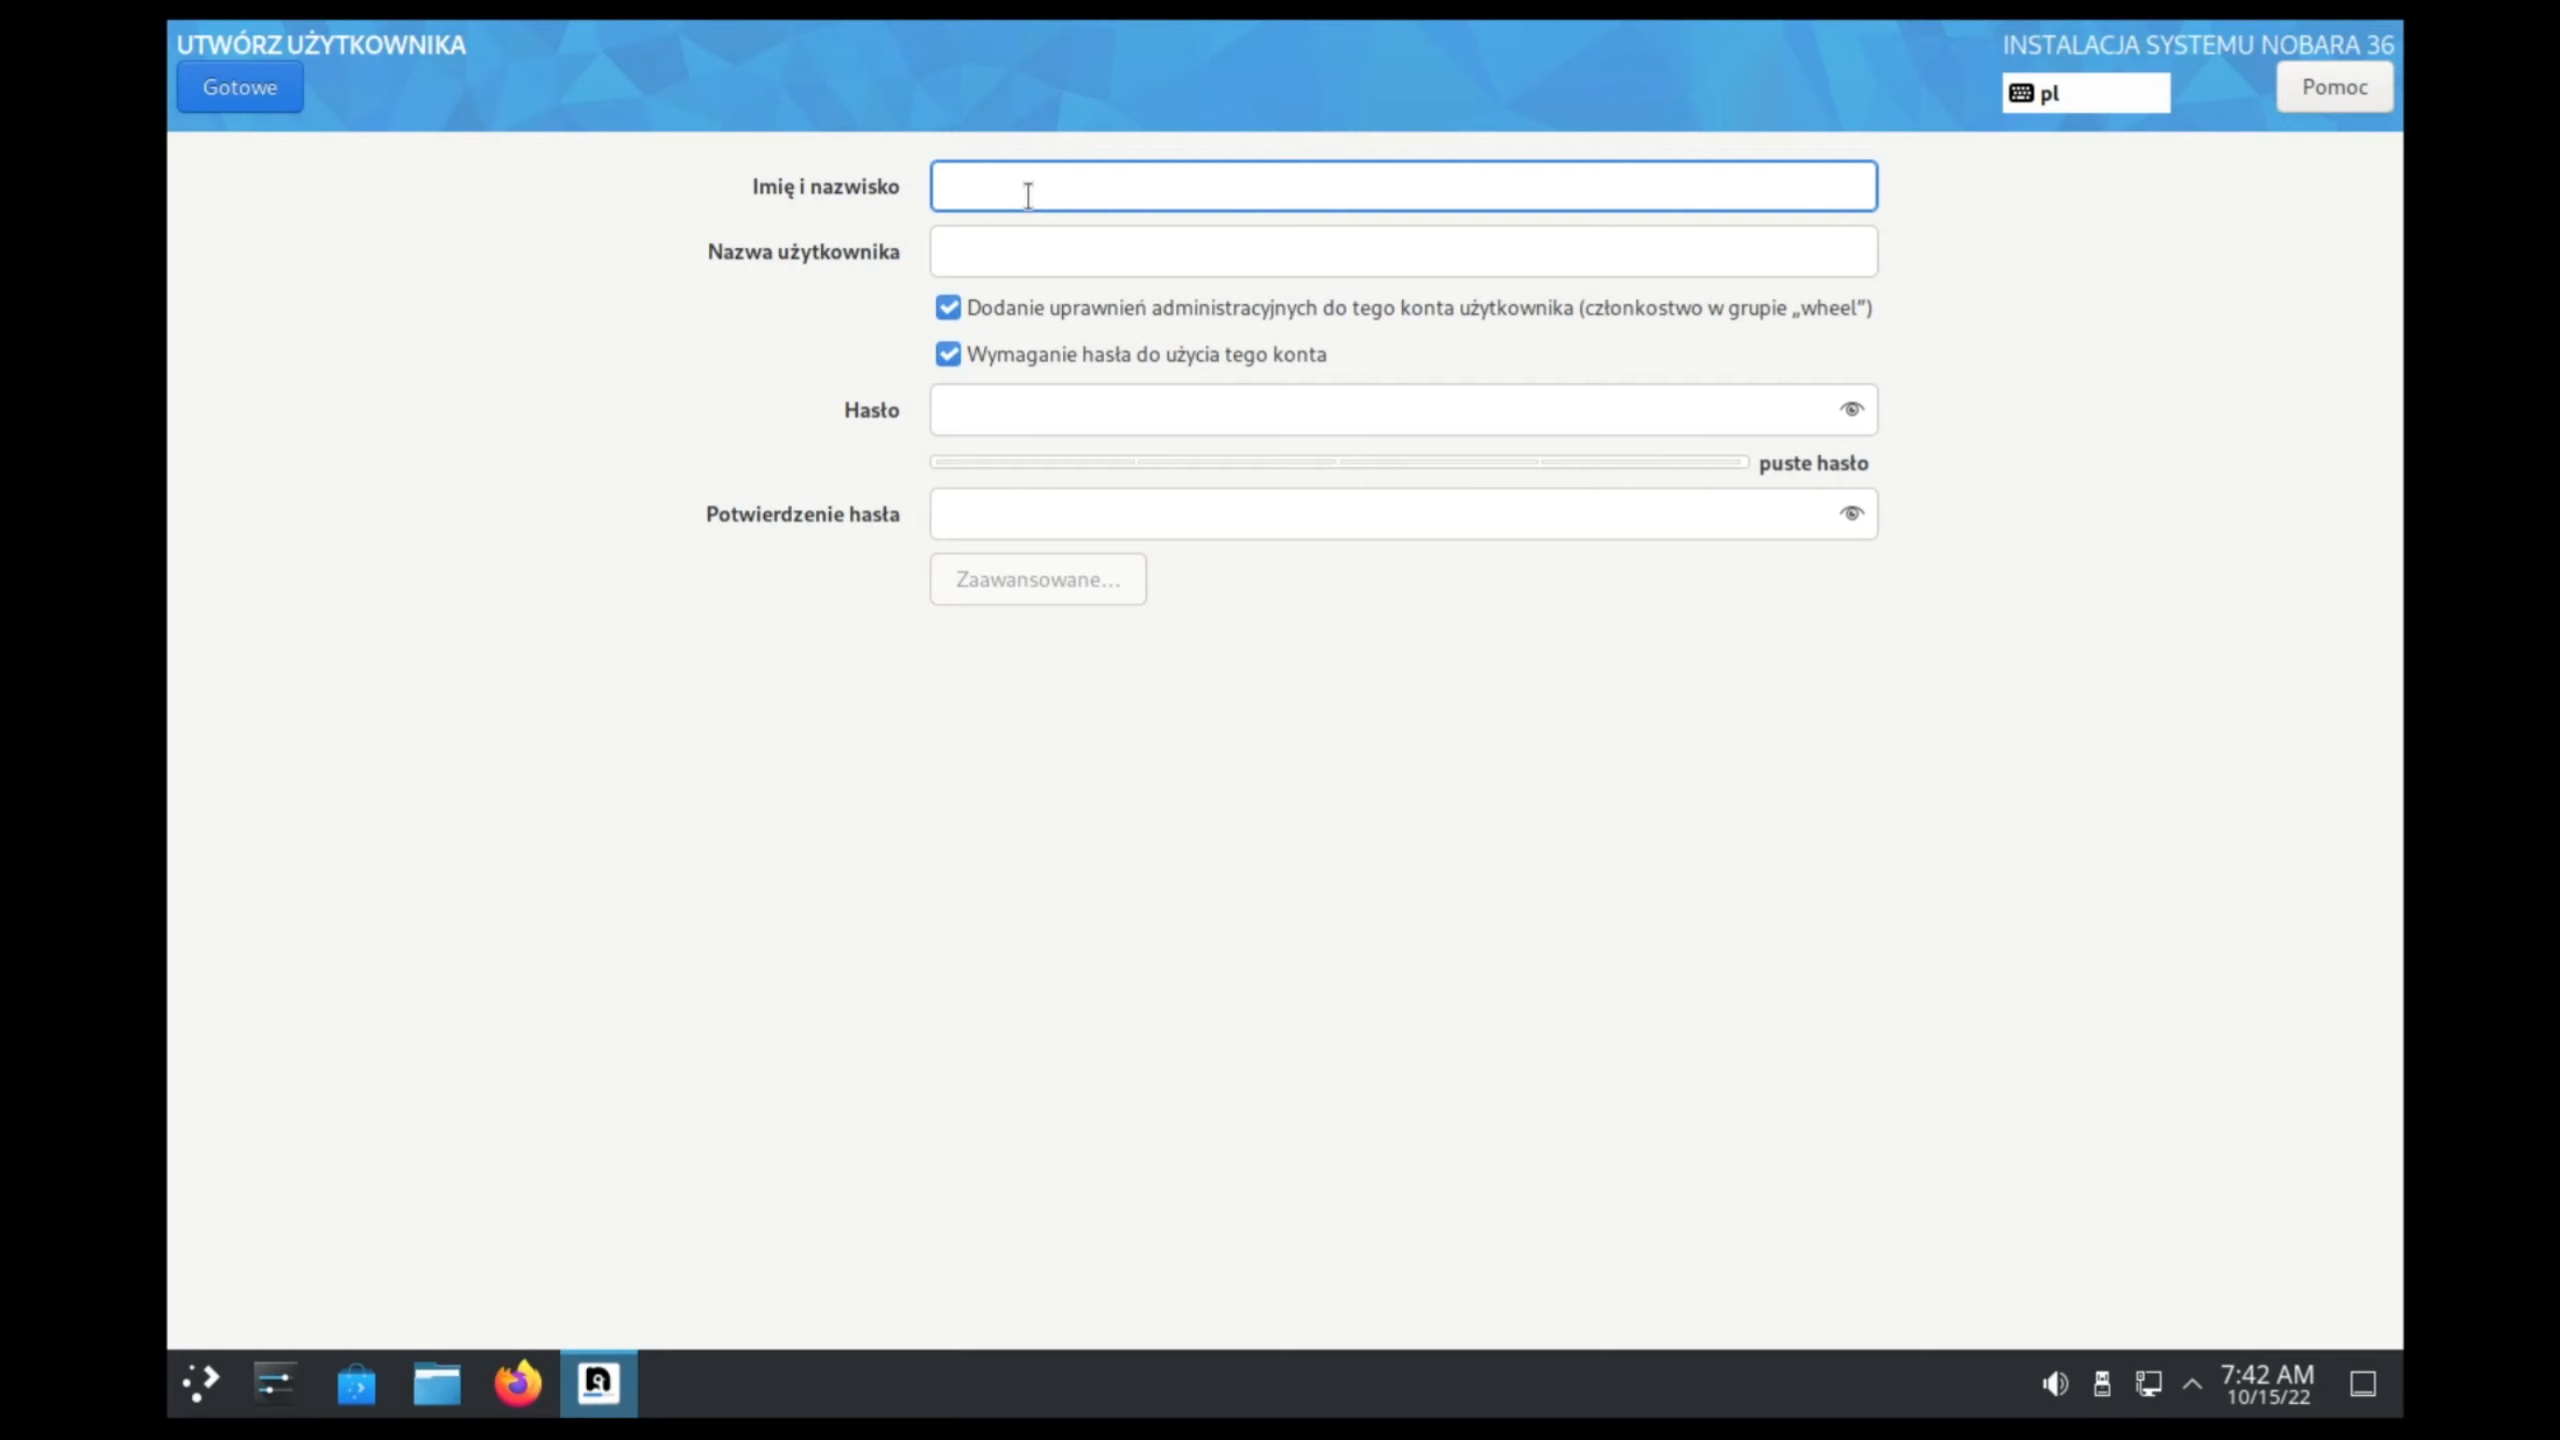 UTWÓRZ UŻYTKOWNIKA
INSTALACJA SYSTEMU NOBARA 36
Gotowe
pl
Pomoc
Imię i nazwisko
Nazwa użytkownika
Dodanie uprawnień administracyjnych do tego konta użytkownika (członkostwo w grupie „wheel”)
Wymaganie hasła do użycia tego konta
Hasło
puste hasło
Potwierdzenie hasła
Zaawansowane...
7:42 AM
10/15/22